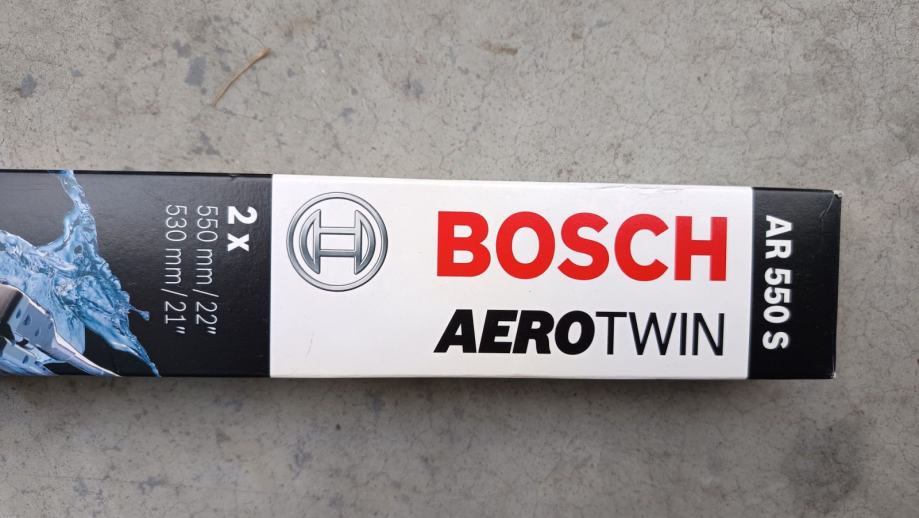 2 x
550 mm/22"
530 mm/21"
BOSCH
AEROTWIN
AR 550 S